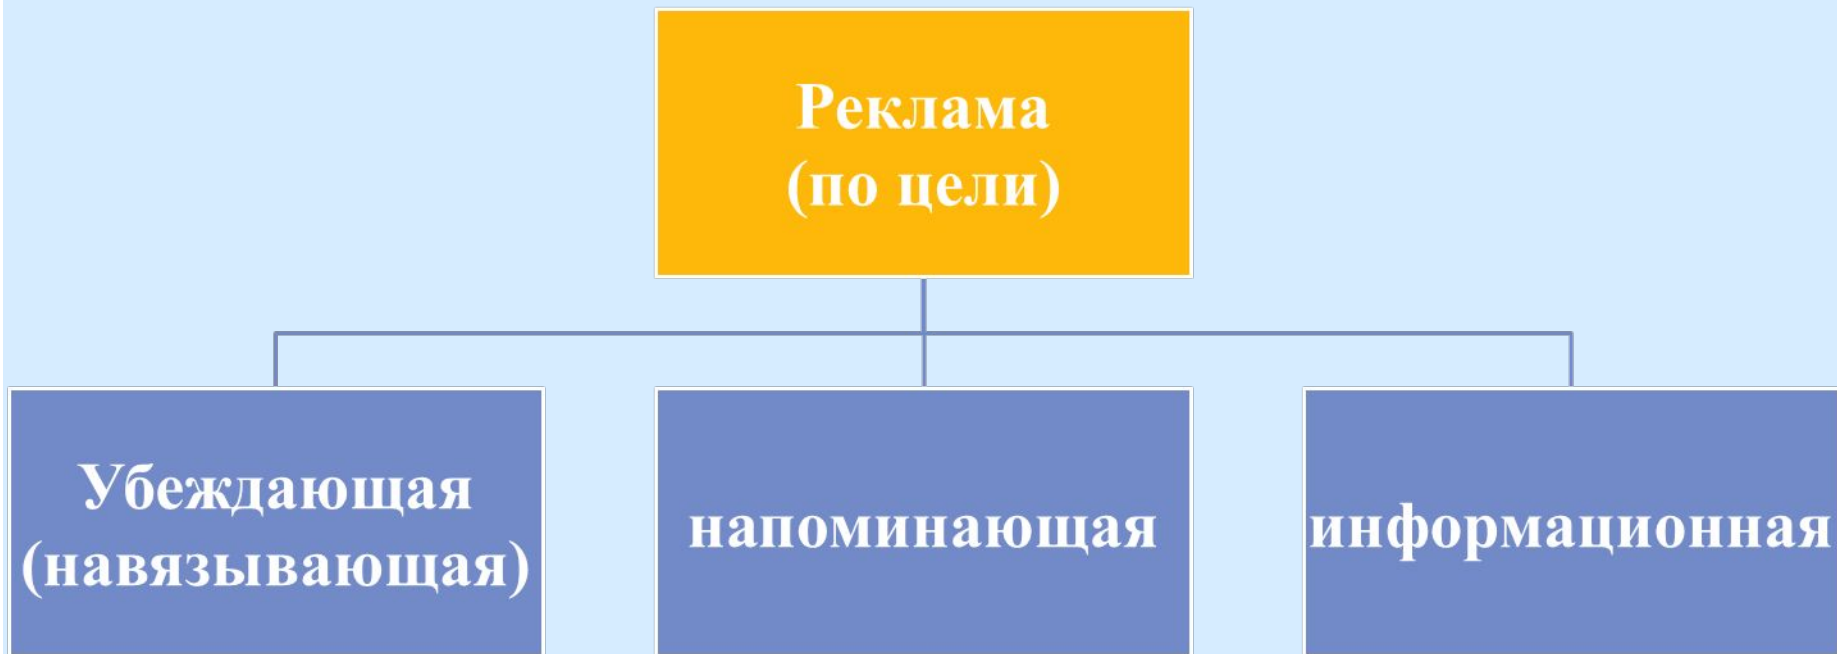 Реклама
(по цели)
Убеждающая
(навязывающая)
напоминающая
информационная